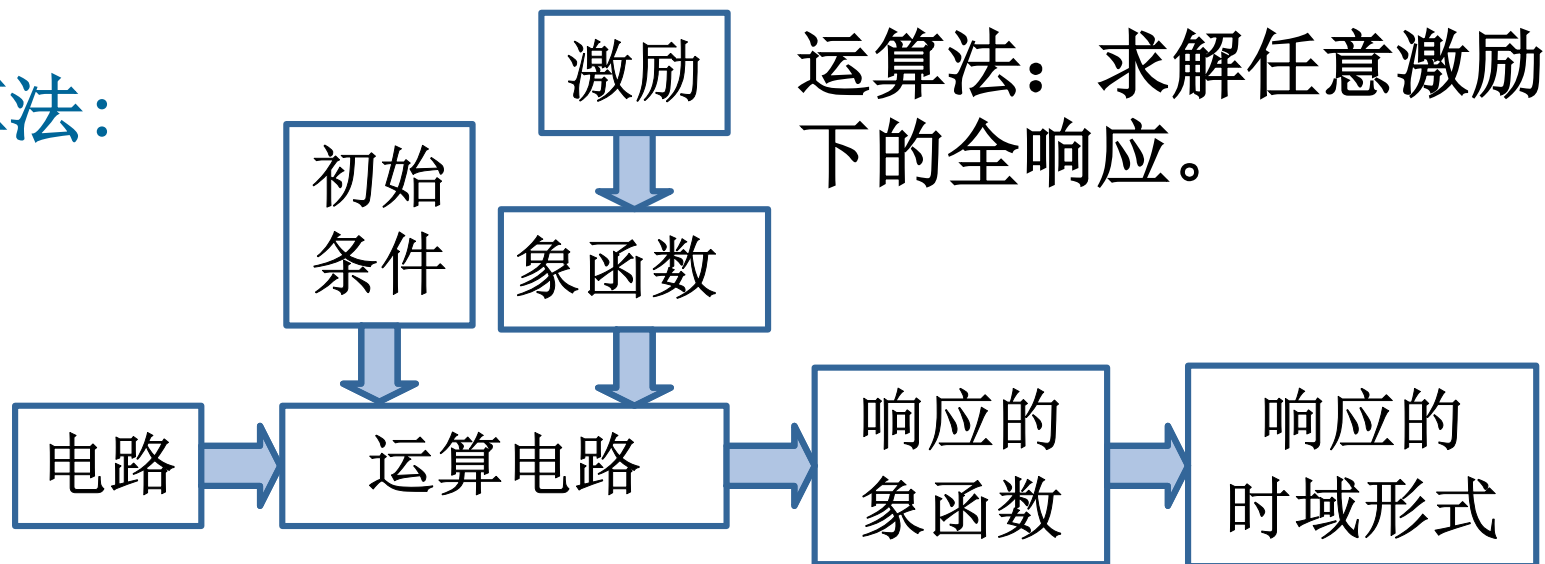 算法：
运算法：求解任意激励
下的全响应。
激励
初始
条件
象函数
电路
运算电路
响应的
象函数
响应的
时域形式